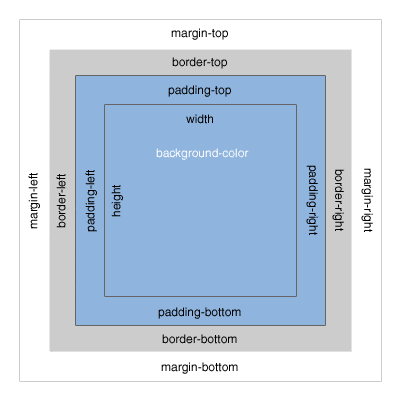 margin-top
border-top
padding-top
width
background-color
margin-left
border-left
padding-left
height
padding-right
border-right
margin-right
padding-bottom
border-bottom
margin-bottom